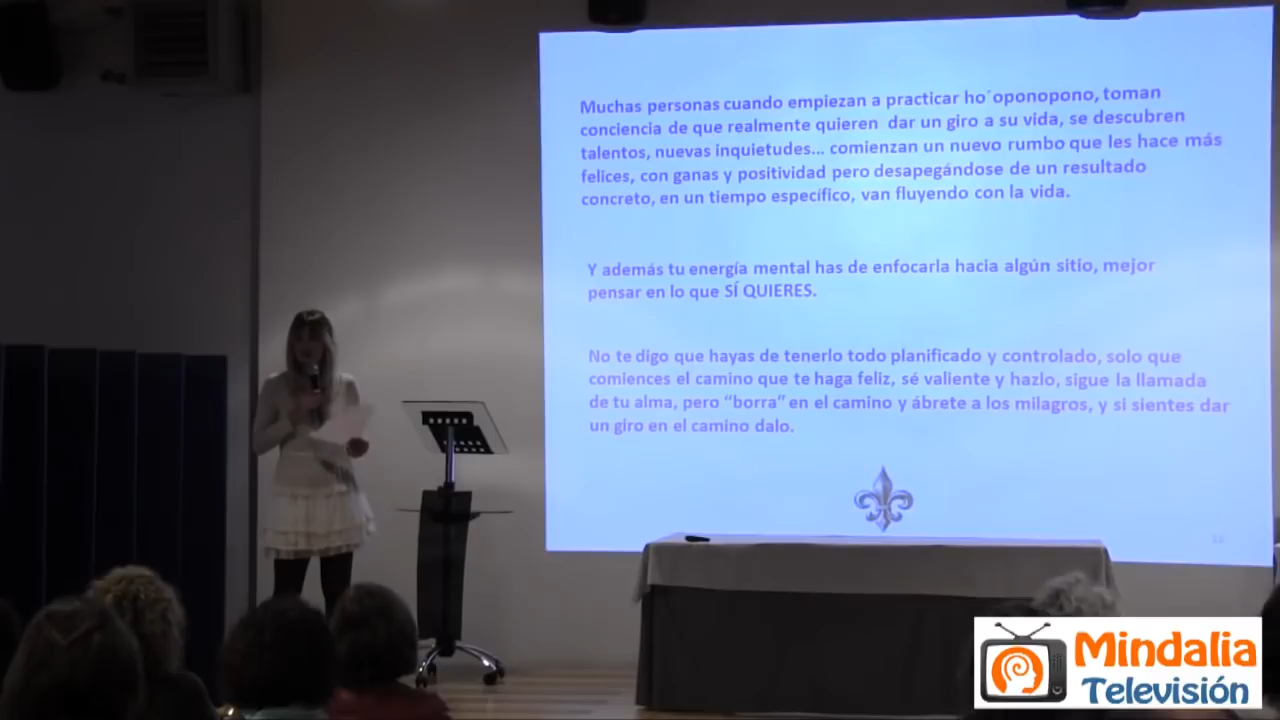 Muchas personas cuando empiezan a practicar ho´oponopono, toman
conciencia de que realmente quieren dar un giro a su vida, se descubren
talentos, nuevas inquietudes... comienzan un nuevo rumbo que les hace más
felices, con ganas y positividad pero desapegándose de un resultado
concreto, en un tiempo específico, van fluyendo con la vida.
Y además tu energía mental has de enfocarla hacia algún sitio, mejor
pensar en lo que SÍ QUIERES.
No te digo que hayas de tenerlo todo planificado y controlado, solo que
comiences el camino que te haga feliz, sé valiente y hazlo, sigue la llamada
de tu alma, pero “borra” en el camino y ábrete a los milagros, y si sientes dar
un giro en el camino dalo.
Mindalia
Televisión